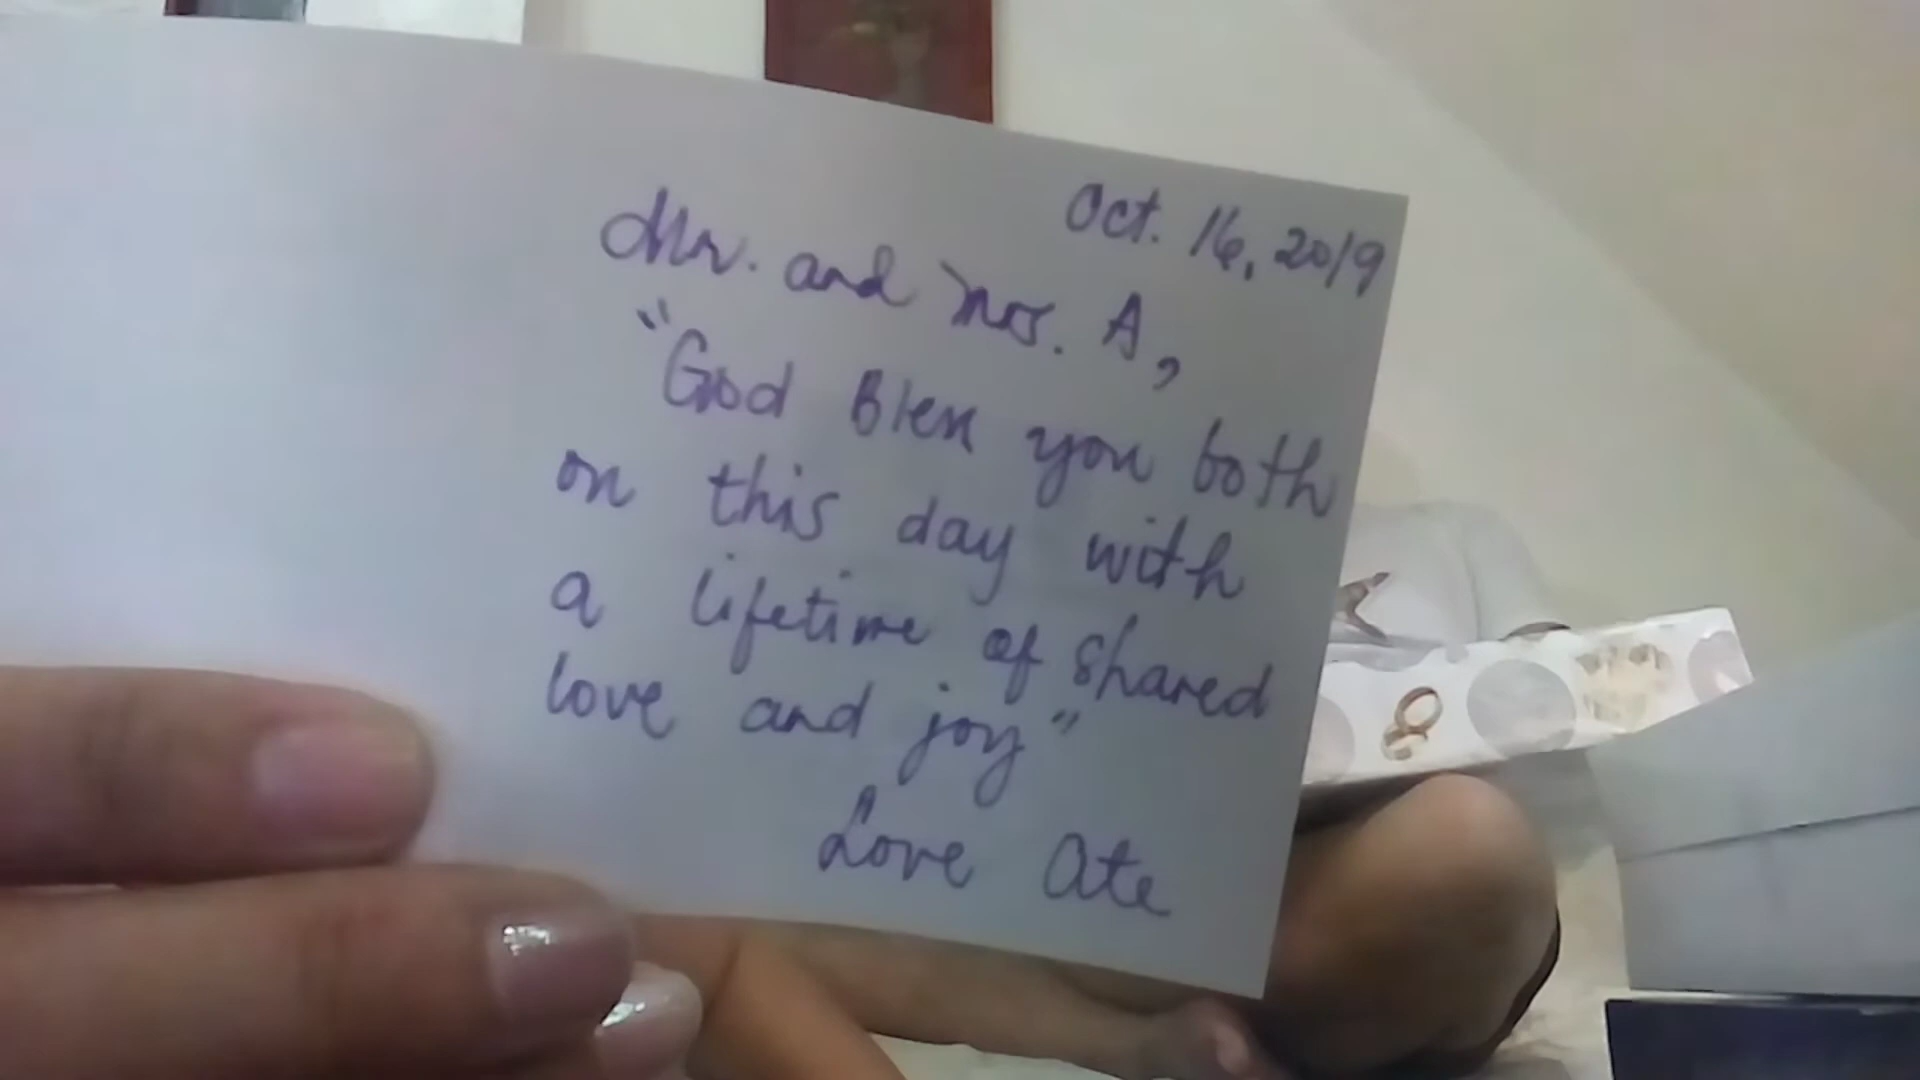 Oct. 16, 2019
Mr. and Mrs. A,
"God Bless you both
on this day with
a lifetime of shared
love and joy"
Love Ate